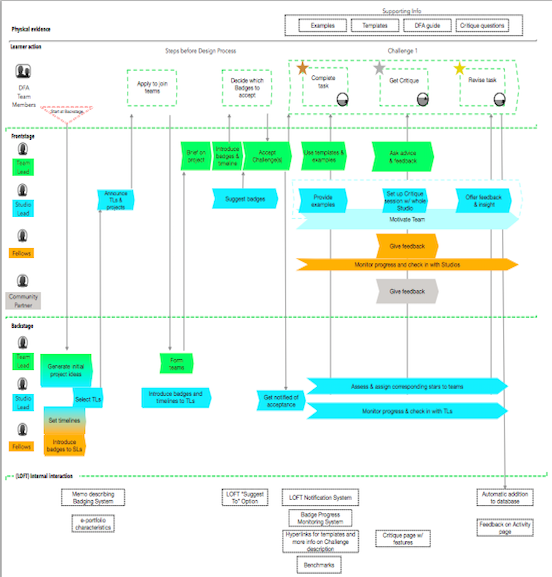 Supporting Info
Physical evidence
Examples
Templates
DFA guide
Critique questions
Learner action
Steps before Design Process
Challenge 1
DFA
Team
Members
Start at Backstage
Apply to join
teams
Decide which
Badges to
accept
Complete
task
Get Critique
Revise task
Frontstage
Team
Lead
Brief on
project
Introduce
badges &
timeline
Accept
Challenge(s)
Use templates &
examples
Ask advice
& feedback
Studio
Lead
Announce
TLs &
projects
Suggest badges
Provide
examples
Set up Critique
session w/ whole
Studio
Offer feedback
& insight
Motivate Team
Fellows
Give feedback
Monitor progress and check in with Studios
Community
Partner
Give feedback
Backstage
Team
Lead
Generate initial
project ideas
Form
teams
Studio
Lead
Select TLs
Introduce badges and
timelines to TLs
Get notified of
acceptance
Assess & assign corresponding stars to teams
Monitor progress & check in with TLs
Set timelines
Fellows
Introduce
badges to SLs
(LOFT) Internal Interaction
Memo describing
Badging System
e-portfolio
characteristics
LOFT "Suggest
To" Option
LOFT Notification System
Badge Progress
Monitoring System
Hyperlinks for templates and
more info on Challenge
description
Benchmarks
Critique page w/
features
Automatic addition
to database
Feedback on Activity
page